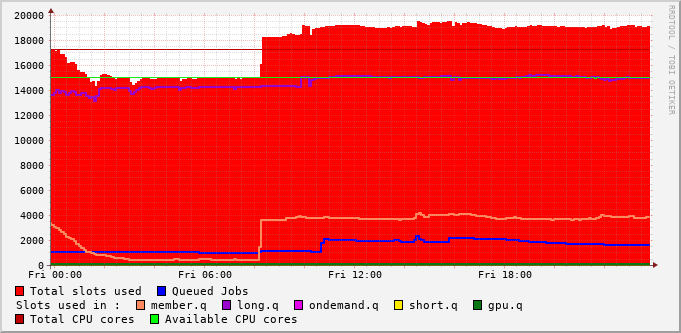 20000
18000
16000
14000
12000
10000
8000
6000
4000
2000
0
Fri 00:00 Fri 06:00 Fri 12:00 Fri 18:00
Total slots used Queued Jobs
Slots used in : member.q long.q ondemand.q short.q gpu.q
Total CPU cores Available CPU cores
RRDTOOL / TOBI OETIKER